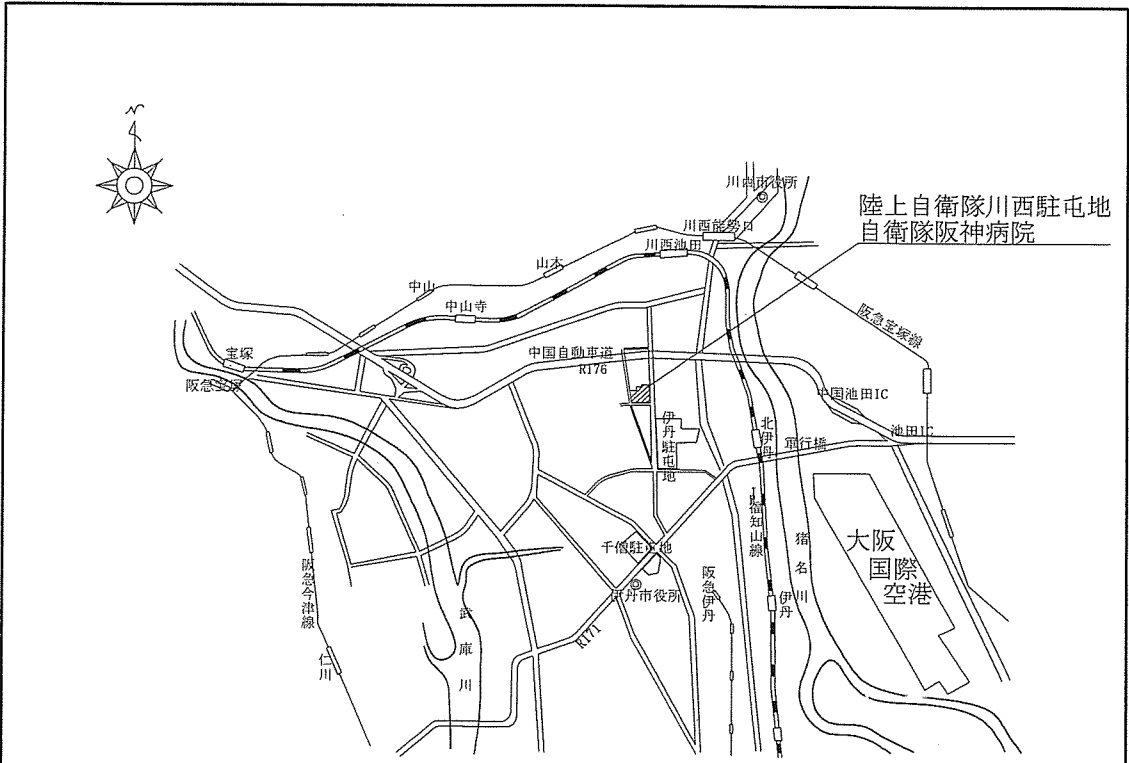 N
川西市役所
陸上自衛隊川西駐屯地
自衛隊阪神病院
川西能勢口
川西池田
山本
中山
中山寺
阪急宝塚線
宝塚
中国自動車道
R176
阪急宝塚
中国池田IC
池田IC
伊丹駐屯地
北伊丹
軍行橋
JR福知山線
猪名川
大阪
国際
空港
千僧駐屯地
阪急伊丹
伊丹
伊丹市役所
阪急今津線
R171
武庫川
仁川